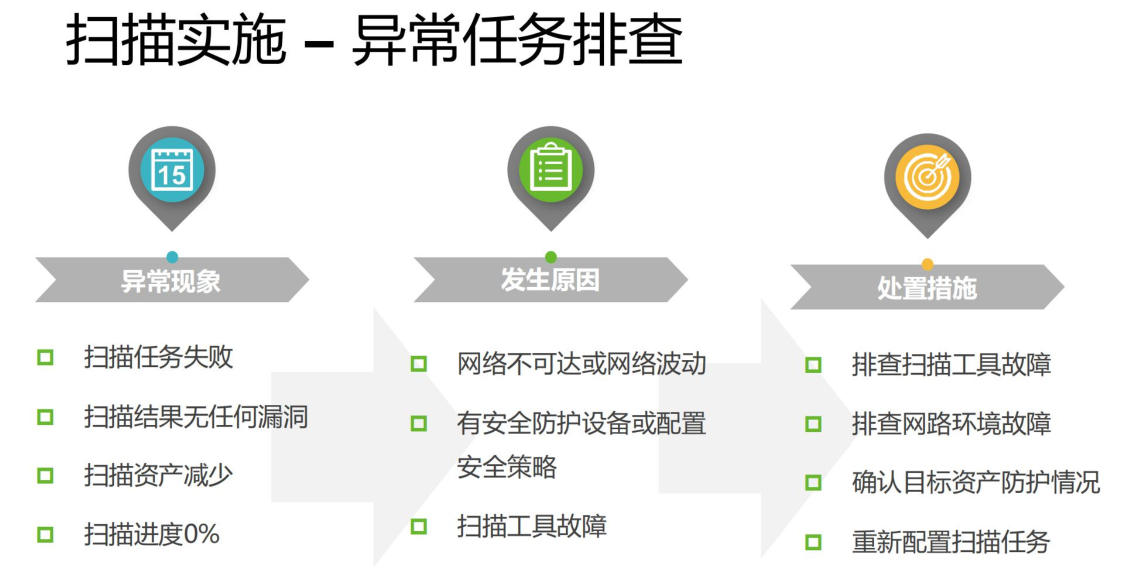 扫描实施 – 异常任务排查
15
异常现象
扫描任务失败
扫描结果无任何漏洞
扫描资产减少
扫描进度0%
发生原因
网络不可达或网络波动
有安全防护设备或配置
安全策略
扫描工具故障
处置措施
排查扫描工具故障
排查网路环境故障
确认目标资产防护情况
重新配置扫描任务